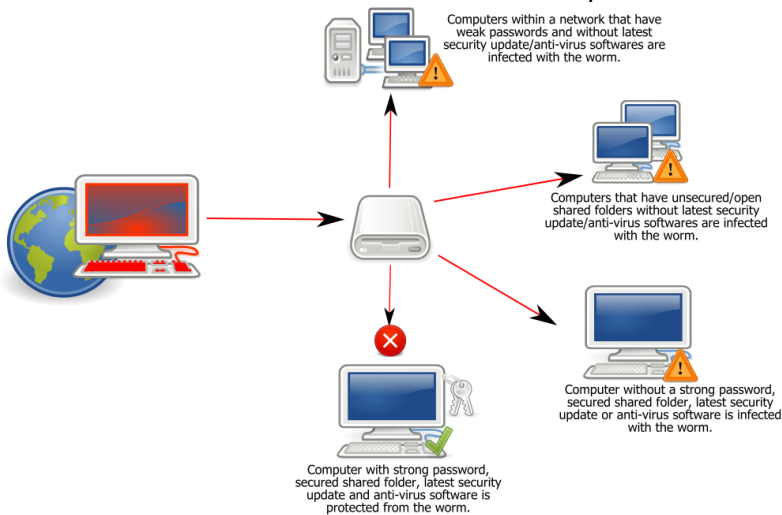 Computers within a network that have
weak passwords and without latest
security update/anti-virus softwares are
infected with the worm.
Computers that have unsecured/open
shared folders without latest security
update/anti-virus softwares are infected
with the worm.
Computer without a strong password,
secured shared folder, latest security
update or anti-virus software is infected
with the worm.
Computer with strong password,
secured shared folder, latest security
update and anti-virus software is
protected from the worm.